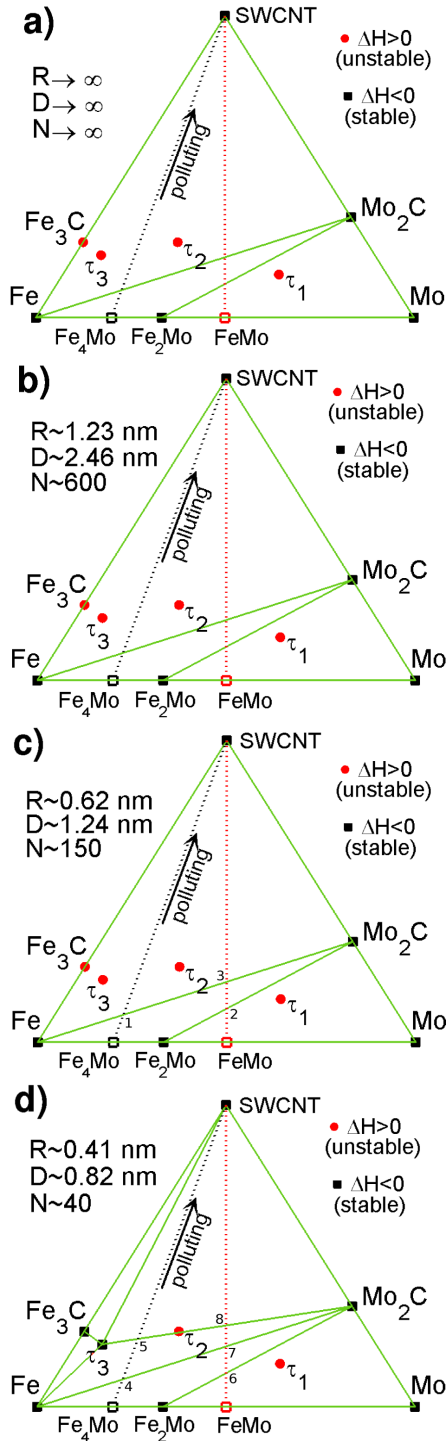 a)
SWCNT
ΔH>0
(unstable)
R→ ∞
D→ ∞
N→ ∞
ΔH<0
(stable)
polluting
Fe₃C
Mo₂C
τ₃
τ₂
τ₁
Fe
Mo
Fe₄Mo
Fe₂Mo
FeMo
b)
SWCNT
ΔH>0
(unstable)
R~1.23 nm
D~2.46 nm
N~600
ΔH<0
(stable)
polluting
Fe₃C
Mo₂C
τ₃
τ₂
τ₁
Fe
Mo
Fe₄Mo
Fe₂Mo
FeMo
c)
SWCNT
ΔH>0
(unstable)
R~0.62 nm
D~1.24 nm
N~150
ΔH<0
(stable)
polluting
Fe₃C
Mo₂C
τ₃
τ₂
3
τ₁
Fe
1
2
Mo
Fe₄Mo
Fe₂Mo
FeMo
d)
SWCNT
ΔH>0
(unstable)
R~0.41 nm
D~0.82 nm
N~40
ΔH<0
(stable)
polluting
Fe₃C
Mo₂C
8
τ₃
5
τ₂
7
τ₁
6
Fe
4
Mo
Fe₄Mo
Fe₂Mo
FeMo